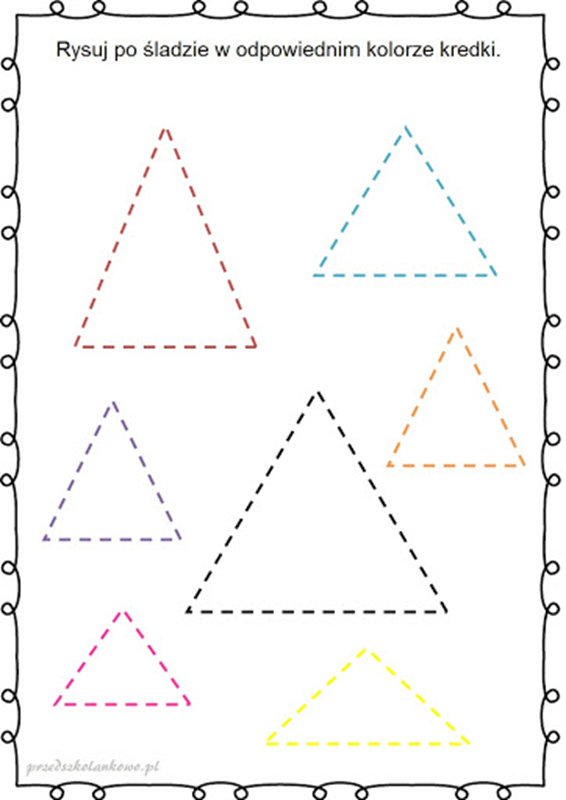 Rysuj po śladzie w odpowiednim kolorze kredki.
przedszkolankowo.pl